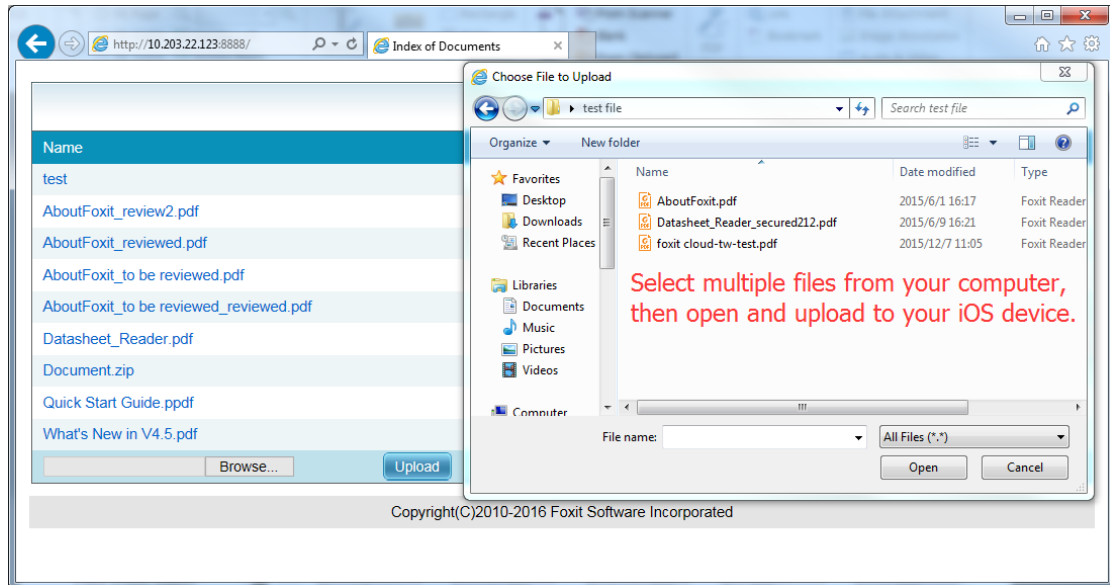 http://10.203.22.123:8888/
Index of Documents
Name
test
AboutFoxit_review2.pdf
AboutFoxit_reviewed.pdf
AboutFoxit_to be reviewed.pdf
AboutFoxit_to be reviewed_reviewed.pdf
Datasheet_Reader.pdf
Document.zip
Quick Start Guide.ppdf
What's New in V4.5.pdf
Browse...
Upload
Choose File to Upload
test file
Search test file
Organize
New folder
Favorites
Desktop
Downloads
Recent Places
Libraries
Documents
Music
Pictures
Videos
Computer
Name Date modified Type
AboutFoxit.pdf 2015/6/1 16:17 Foxit Reader
Datasheet_Reader_secured212.pdf 2015/6/9 16:21 Foxit Reader
foxit cloud-tw-test.pdf 2015/12/7 11:05 Foxit Reader
Select multiple files from your computer,
then open and upload to your iOS device.
File name:
All Files (*.*)
Open
Cancel
Copyright(C)2010-2016 Foxit Software Incorporated